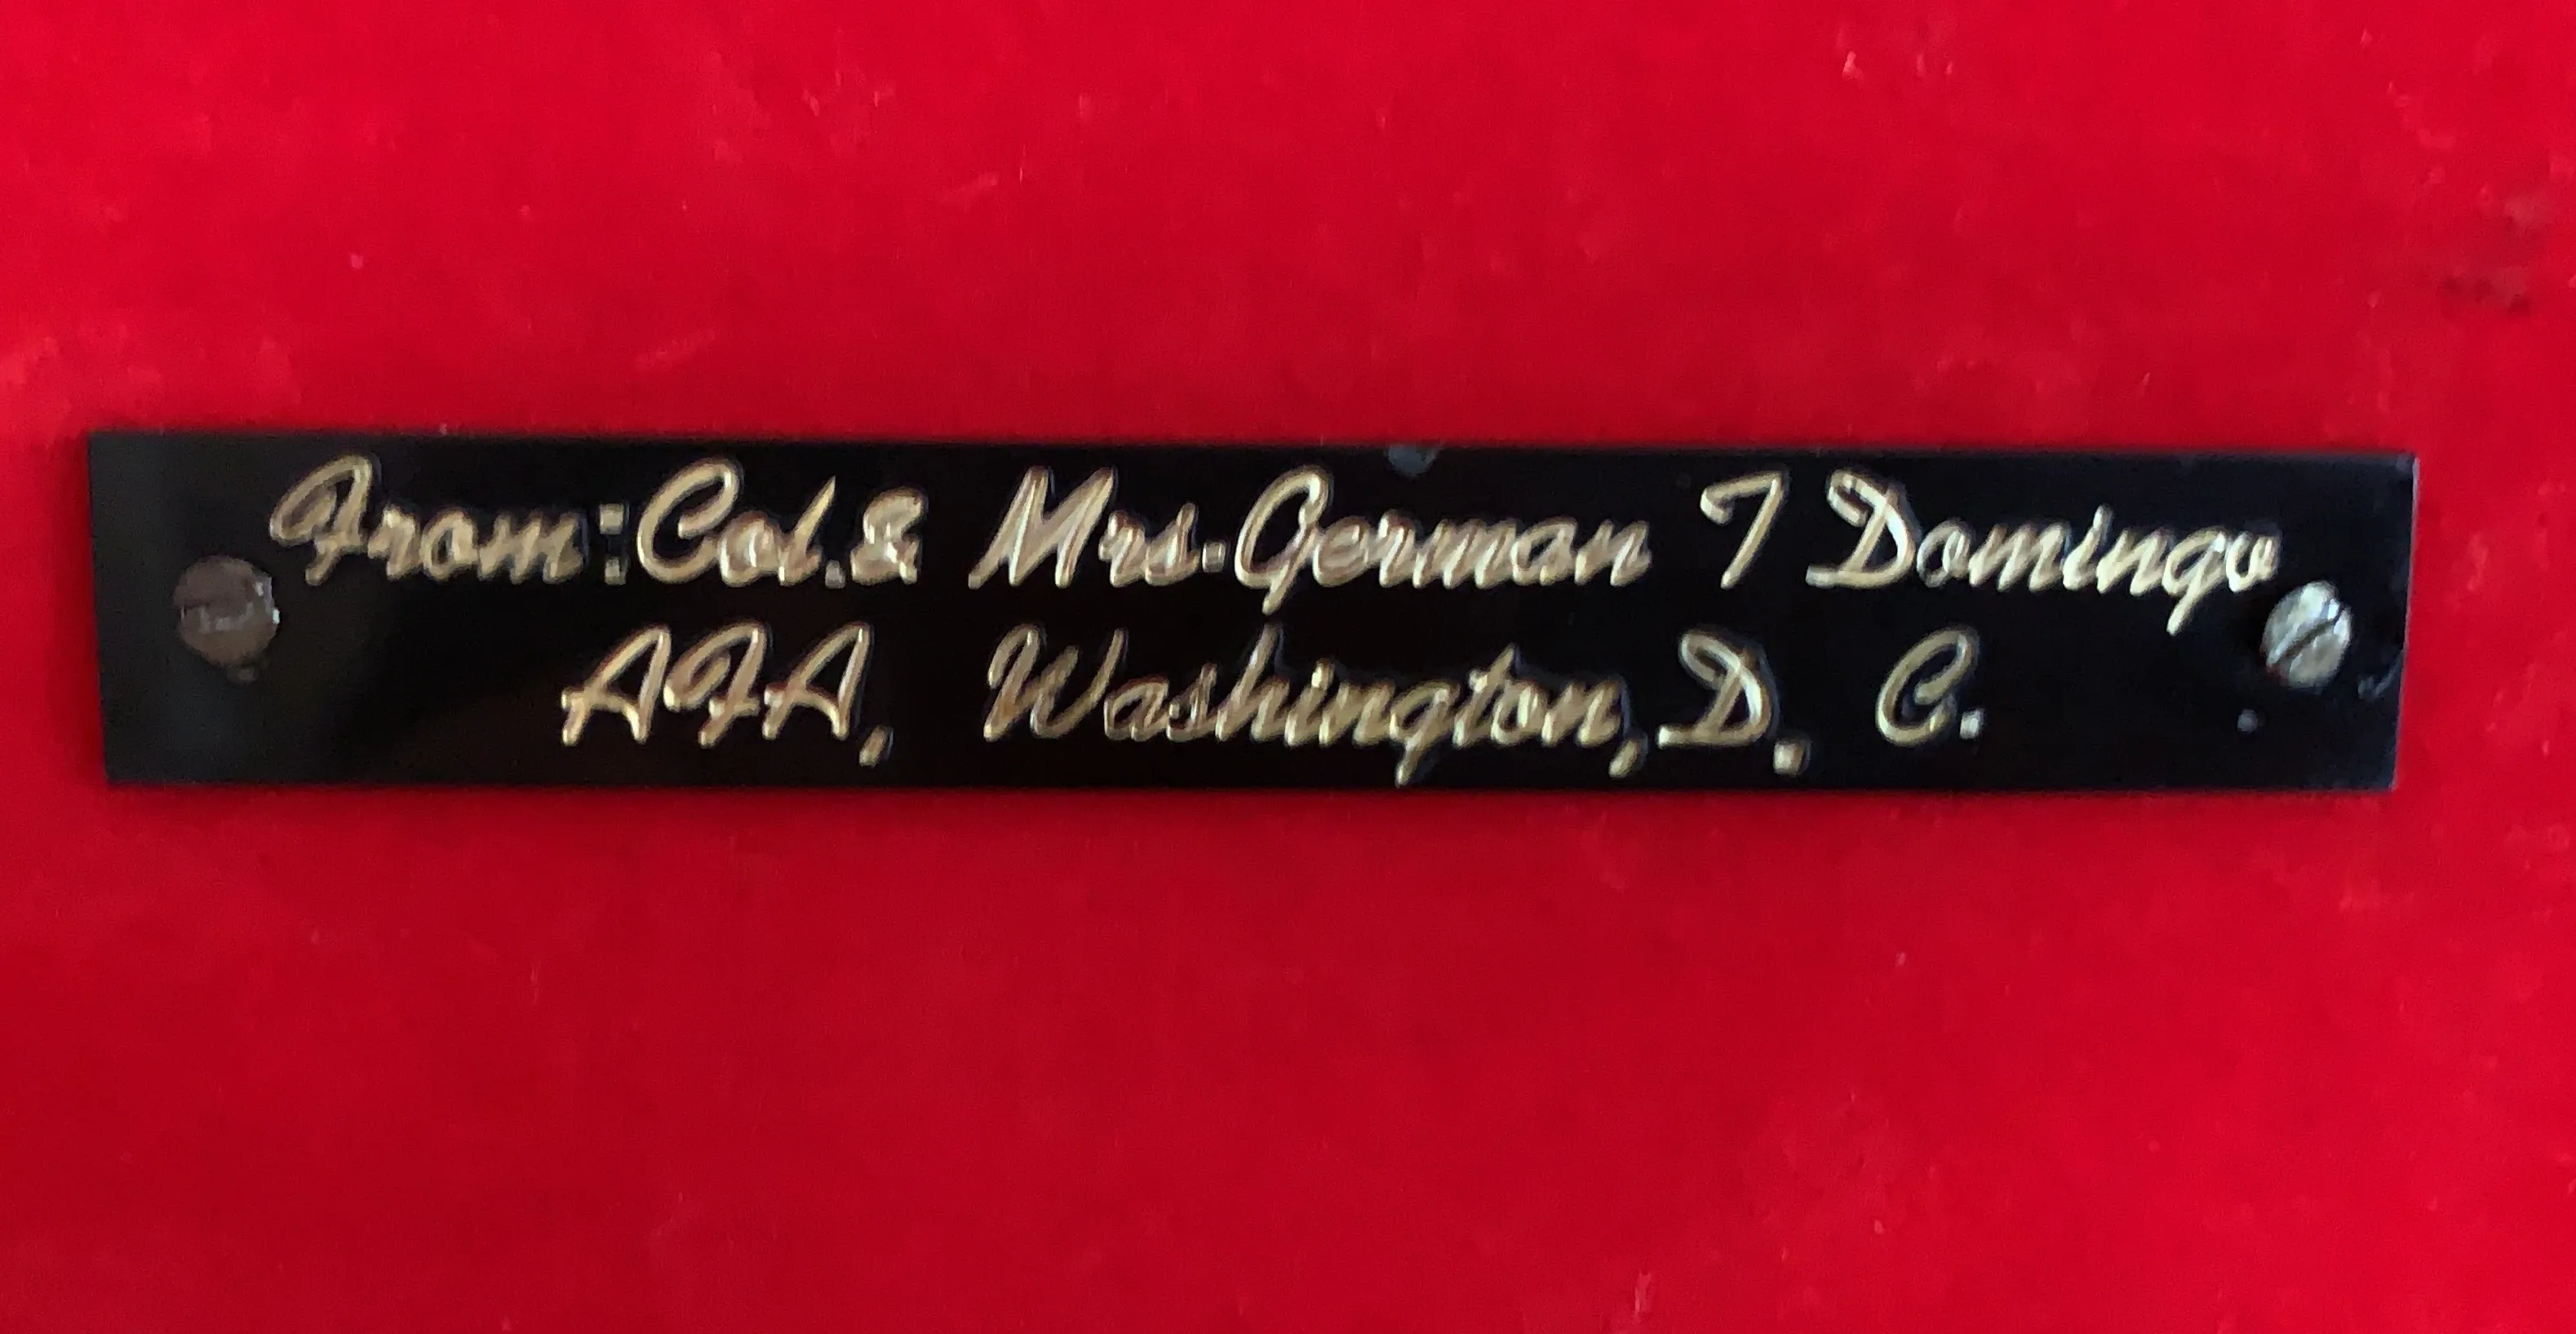 From: Col. & Mrs. German T Domingo
AFA, Washington, D. C.